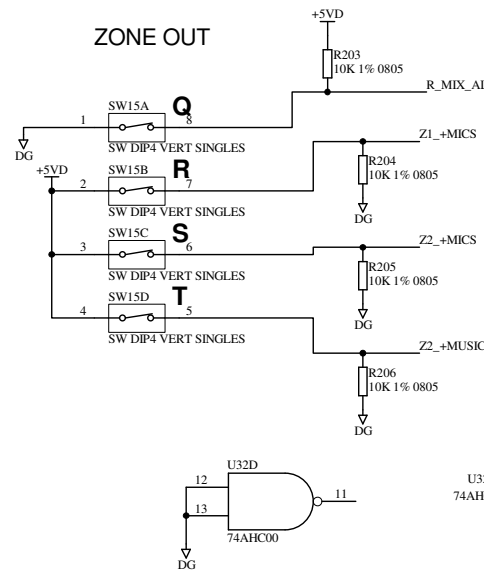 +5VD
ZONE OUT
R203
10K 1% 0805
R_MIX_AL
SW15A
Q
1
8
SW DIP4 VERT SINGLES
DG
Z1_+MICS
+5VD
SW15B
R
2
7
SW DIP4 VERT SINGLES
R204
10K 1% 0805
DG
SW15C
S
3
6
SW DIP4 VERT SINGLES
Z2_+MICS
R205
10K 1% 0805
DG
SW15D
T
4
5
SW DIP4 VERT SINGLES
Z2_+MUSIC
R206
10K 1% 0805
DG
U32D
12
13
11
74AHC00
DG
U32
74AH